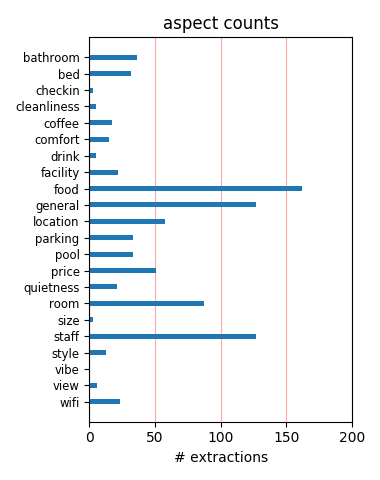 aspect counts
bathroom
bed
checkin
cleanliness
coffee
comfort
drink
facility
food
general
location
parking
pool
price
quietness
room
size
staff
style
vibe
view
wifi
0 50 100 150 200
# extractions